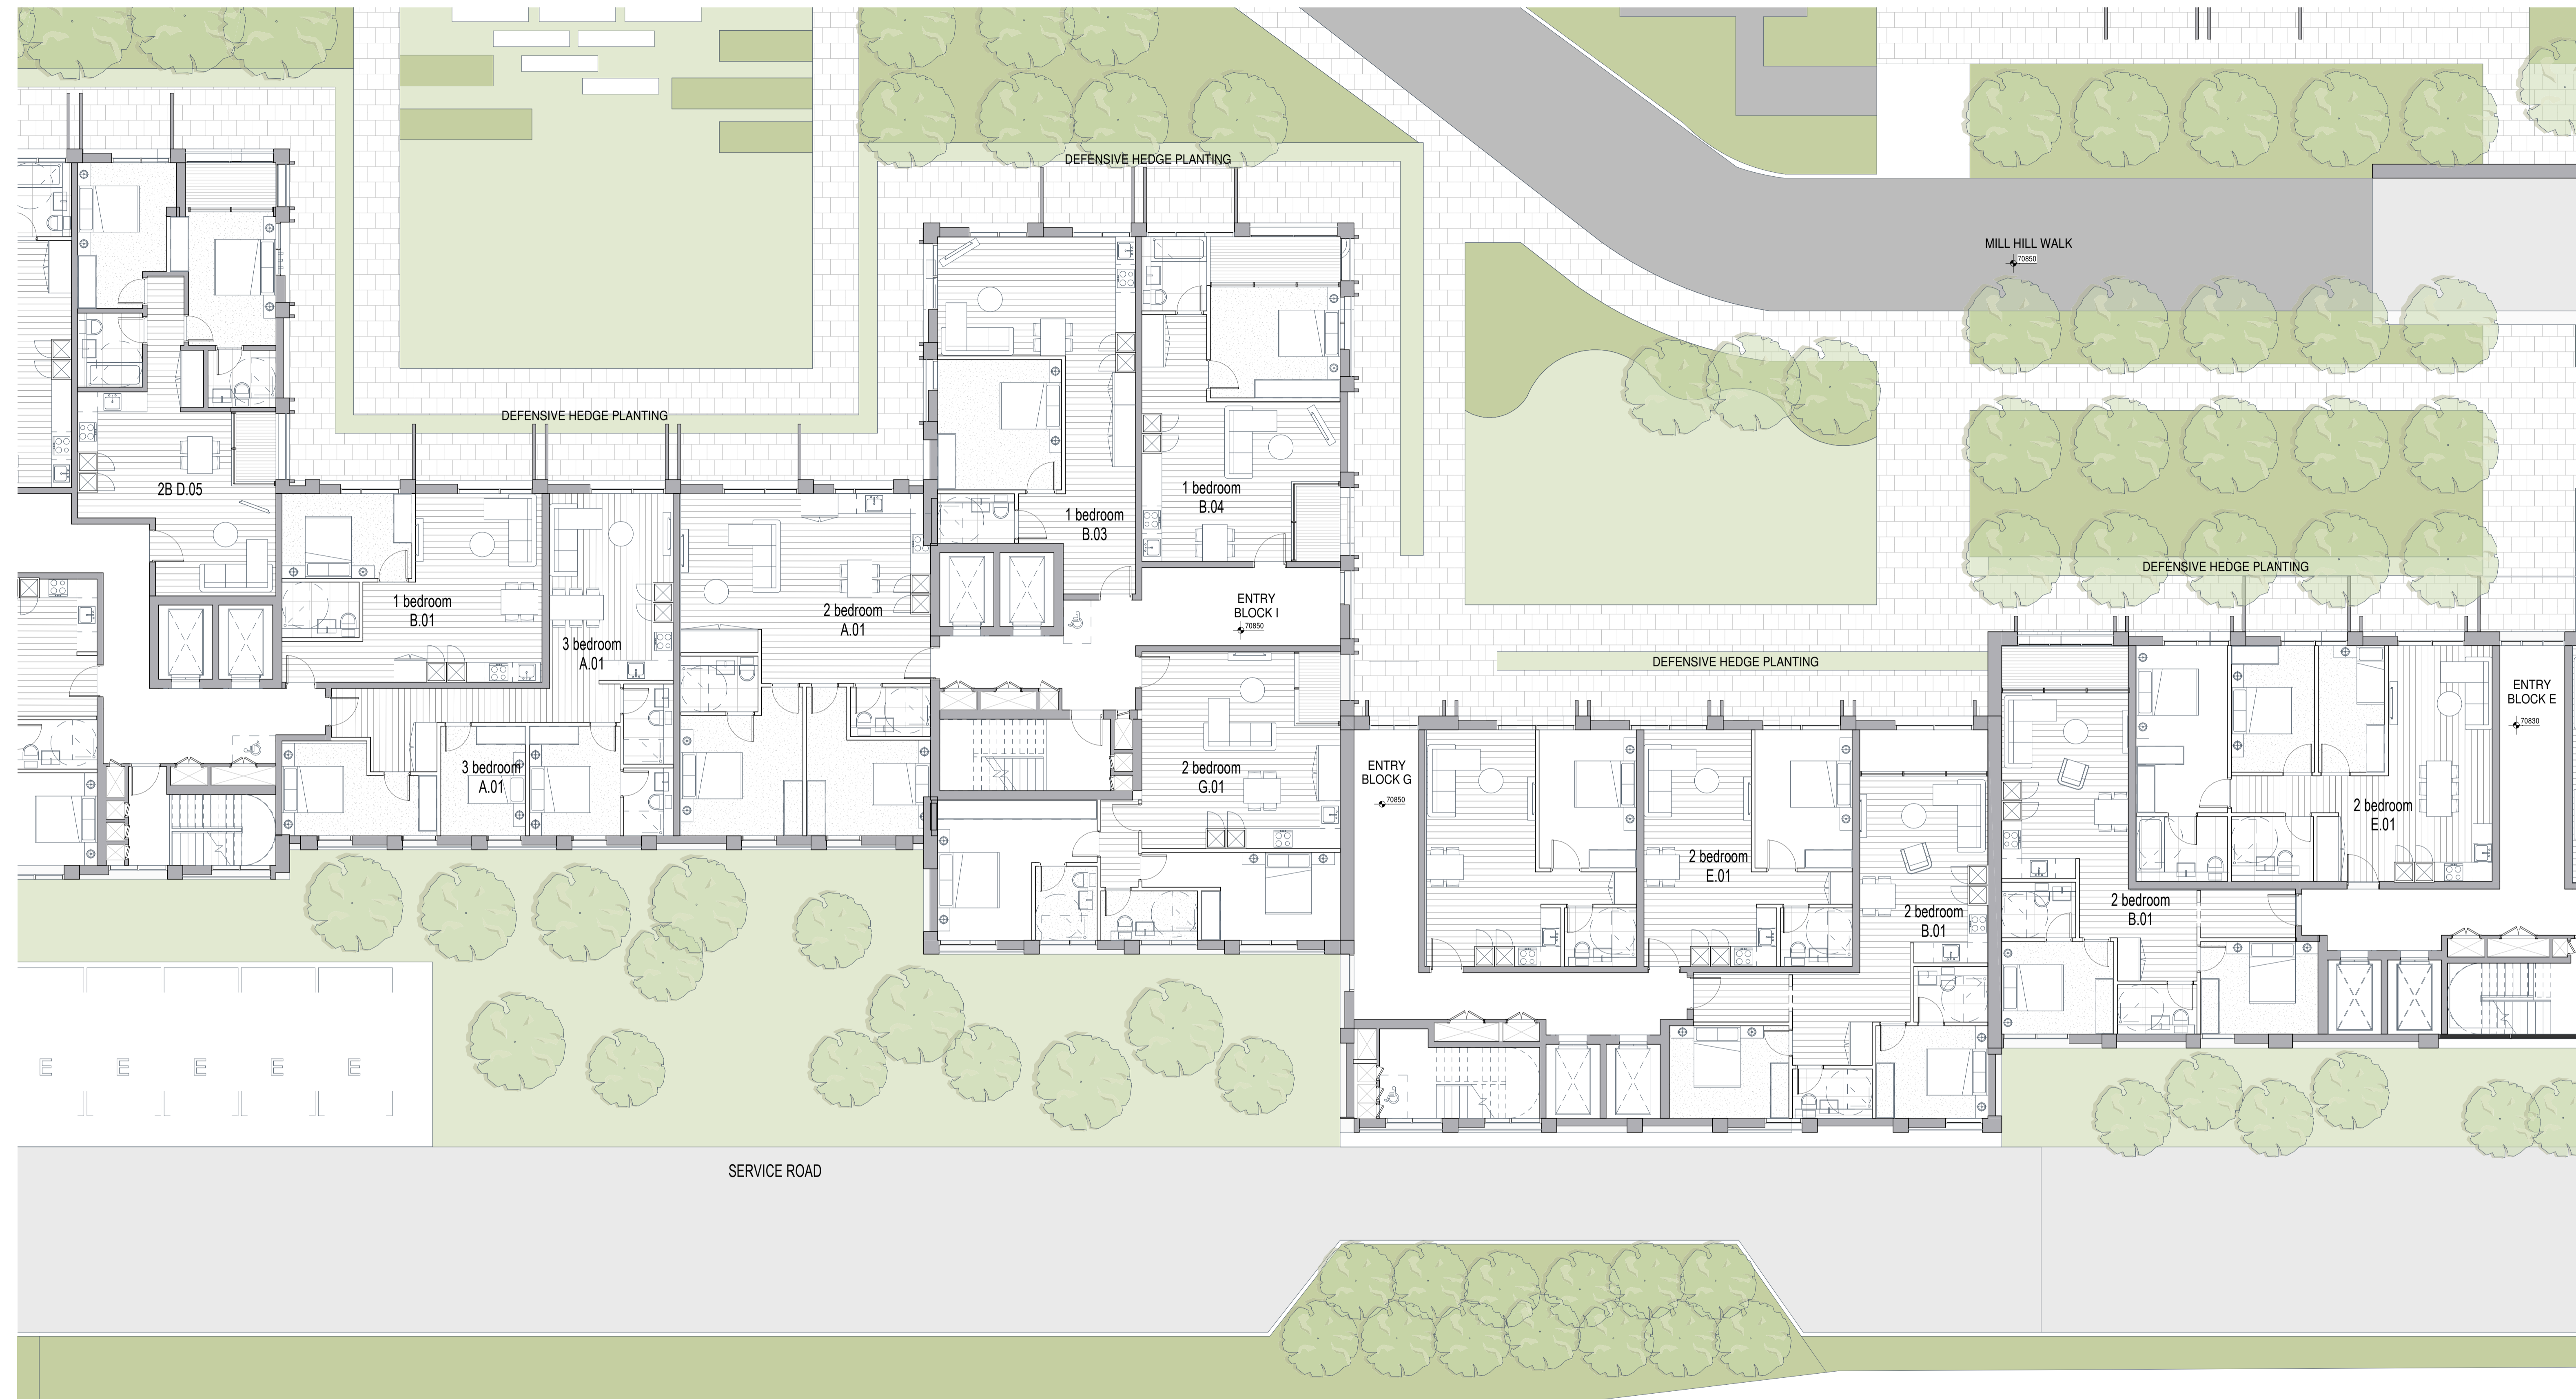 DEFENSIVE HEDGE PLANTING
MILL HILL WALK
70850
DEFENSIVE HEDGE PLANTING
2B D.05
1 bedroom
B.04
1 bedroom
B.03
DEFENSIVE HEDGE PLANTING
1 bedroom
B.01
2 bedroom
A.01
ENTRY
BLOCK I
70850
3 bedroom
A.01
DEFENSIVE HEDGE PLANTING
ENTRY
BLOCK E
70830
3 bedroom
A.01
2 bedroom
G.01
ENTRY
BLOCK G
70850
2 bedroom
E.01
2 bedroom
E.01
2 bedroom
B.01
2 bedroom
B.01
E E E E E
SERVICE ROAD